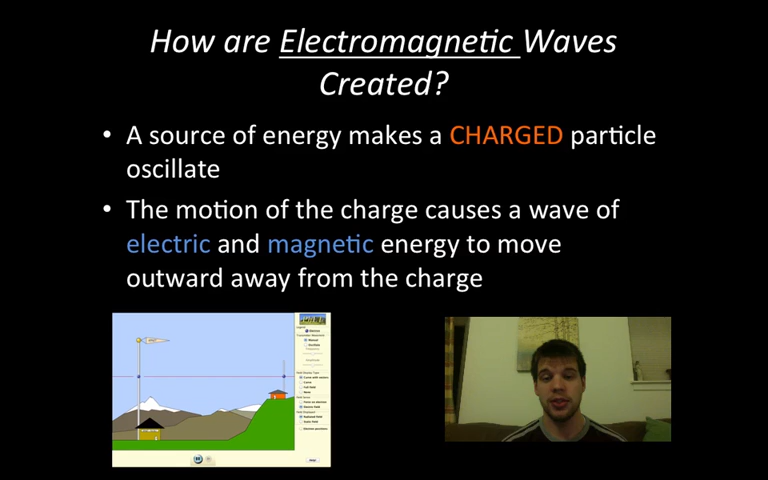 How are Electromagnetic Waves
Created?
• A source of energy makes a CHARGED particle
oscillate
• The motion of the charge causes a wave of
electric and magnetic energy to move
outward away from the charge